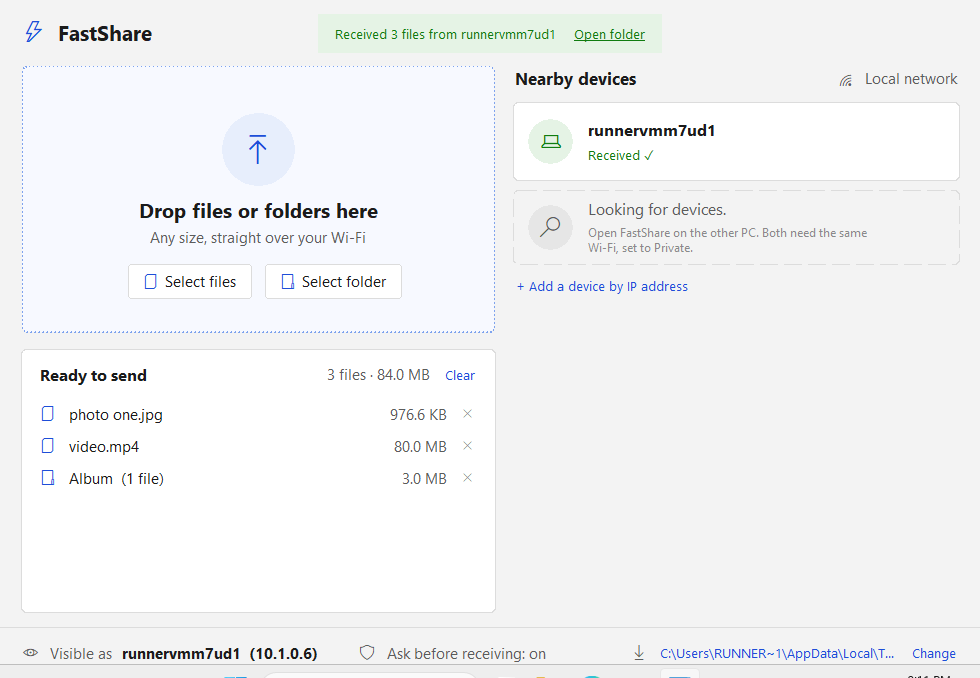 FastShare
Received 3 files from runnervmm7ud1 Open folder
Drop files or folders here
Any size, straight over your Wi-Fi
Select files Select folder
Nearby devices Local network
runnervmm7ud1
Received ✓
Looking for devices.
Open FastShare on the other PC. Both need the same
Wi-Fi, set to Private.
+ Add a device by IP address
Ready to send 3 files · 84.0 MB Clear
photo one.jpg 976.6 KB ×
video.mp4 80.0 MB ×
Album (1 file) 3.0 MB ×
Visible as runnervmm7ud1 (10.1.0.6) Ask before receiving: on C:\Users\RUNNER~1\AppData\Local\T... Change